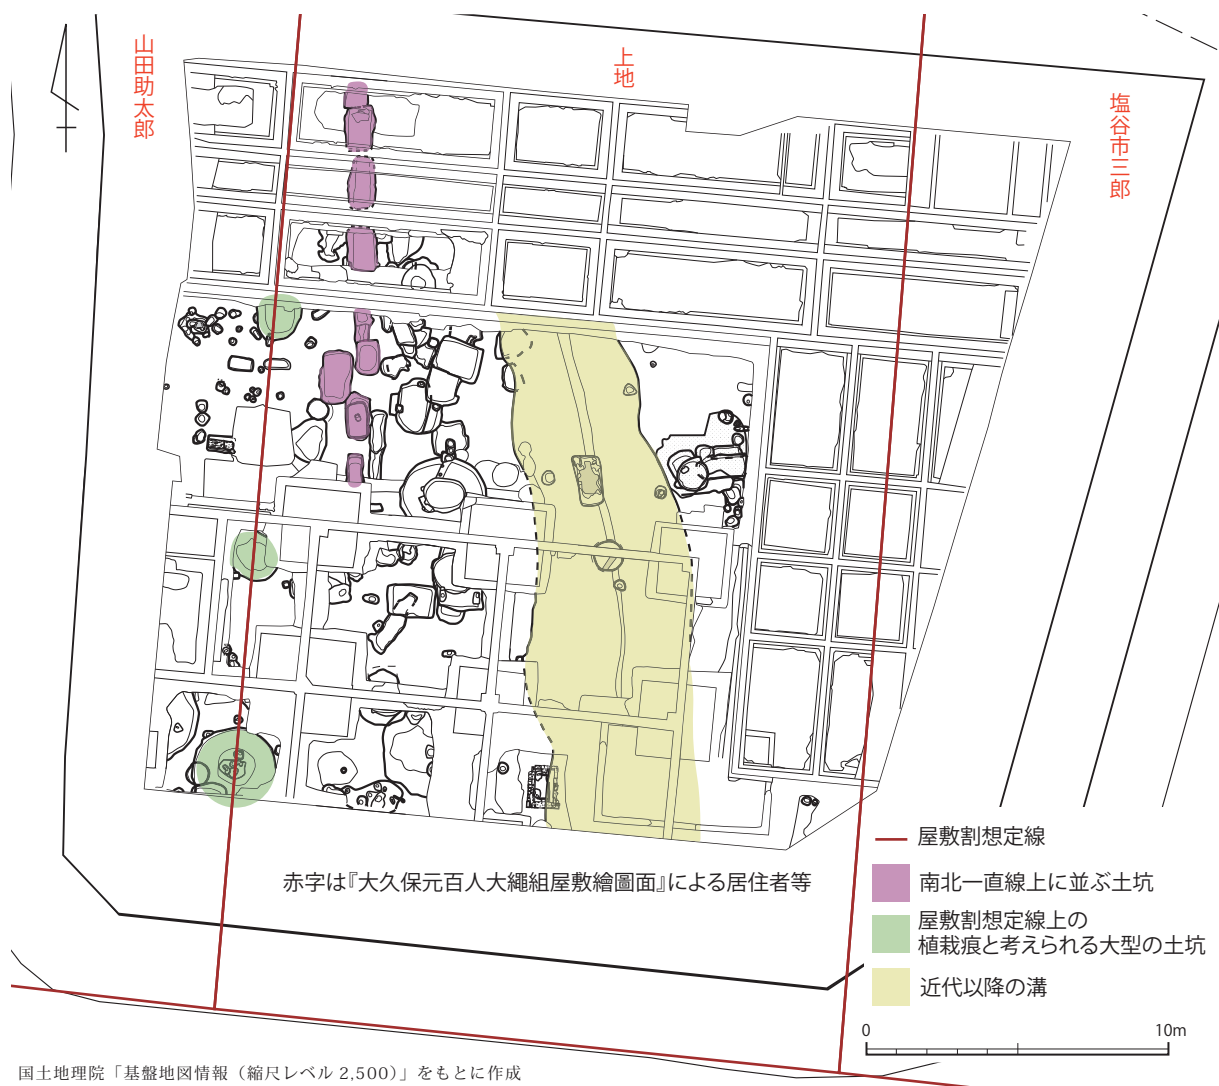 山田助太郎
上地
塩谷市三郎
赤字は『大久保元百人大縄組屋敷繪圖面』による居住者等
屋敷割想定線
南北一直線上に並ぶ土坑
屋敷割想定線上の
植栽痕と考えられる大型の土坑
近代以降の溝
0 10m
国土地理院「基盤地図情報（縮尺レベル 2,500）」をもとに作成